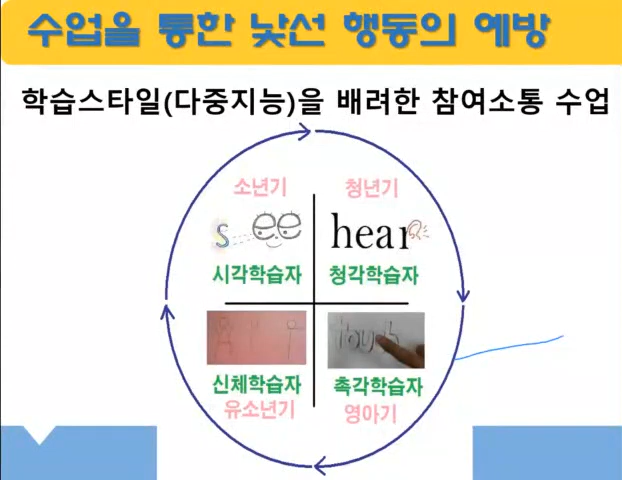 수업을 통한 낯선 행동의 예방
학습스타일(다중지능)을 배려한 참여소통 수업
소년기
청년기
see
hear
시각학습자
청각학습자
touch
신체학습자
촉각학습자
유소년기
영아기